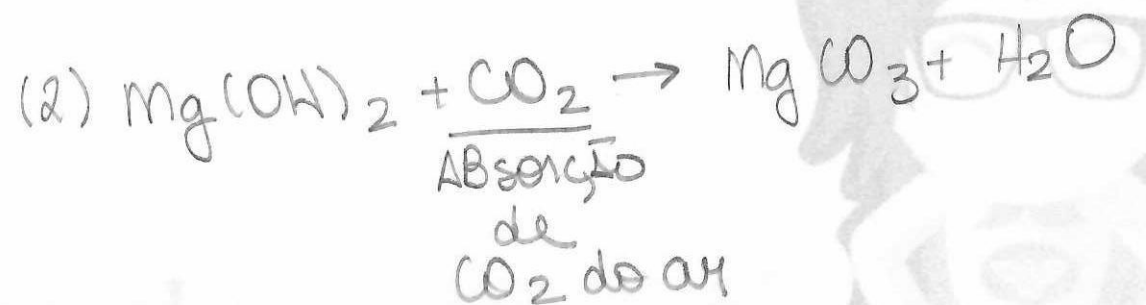 (2) Mg(OH)₂ + CO₂ → MgCO₃ + H₂O
ABsorção
de
CO₂ do ar